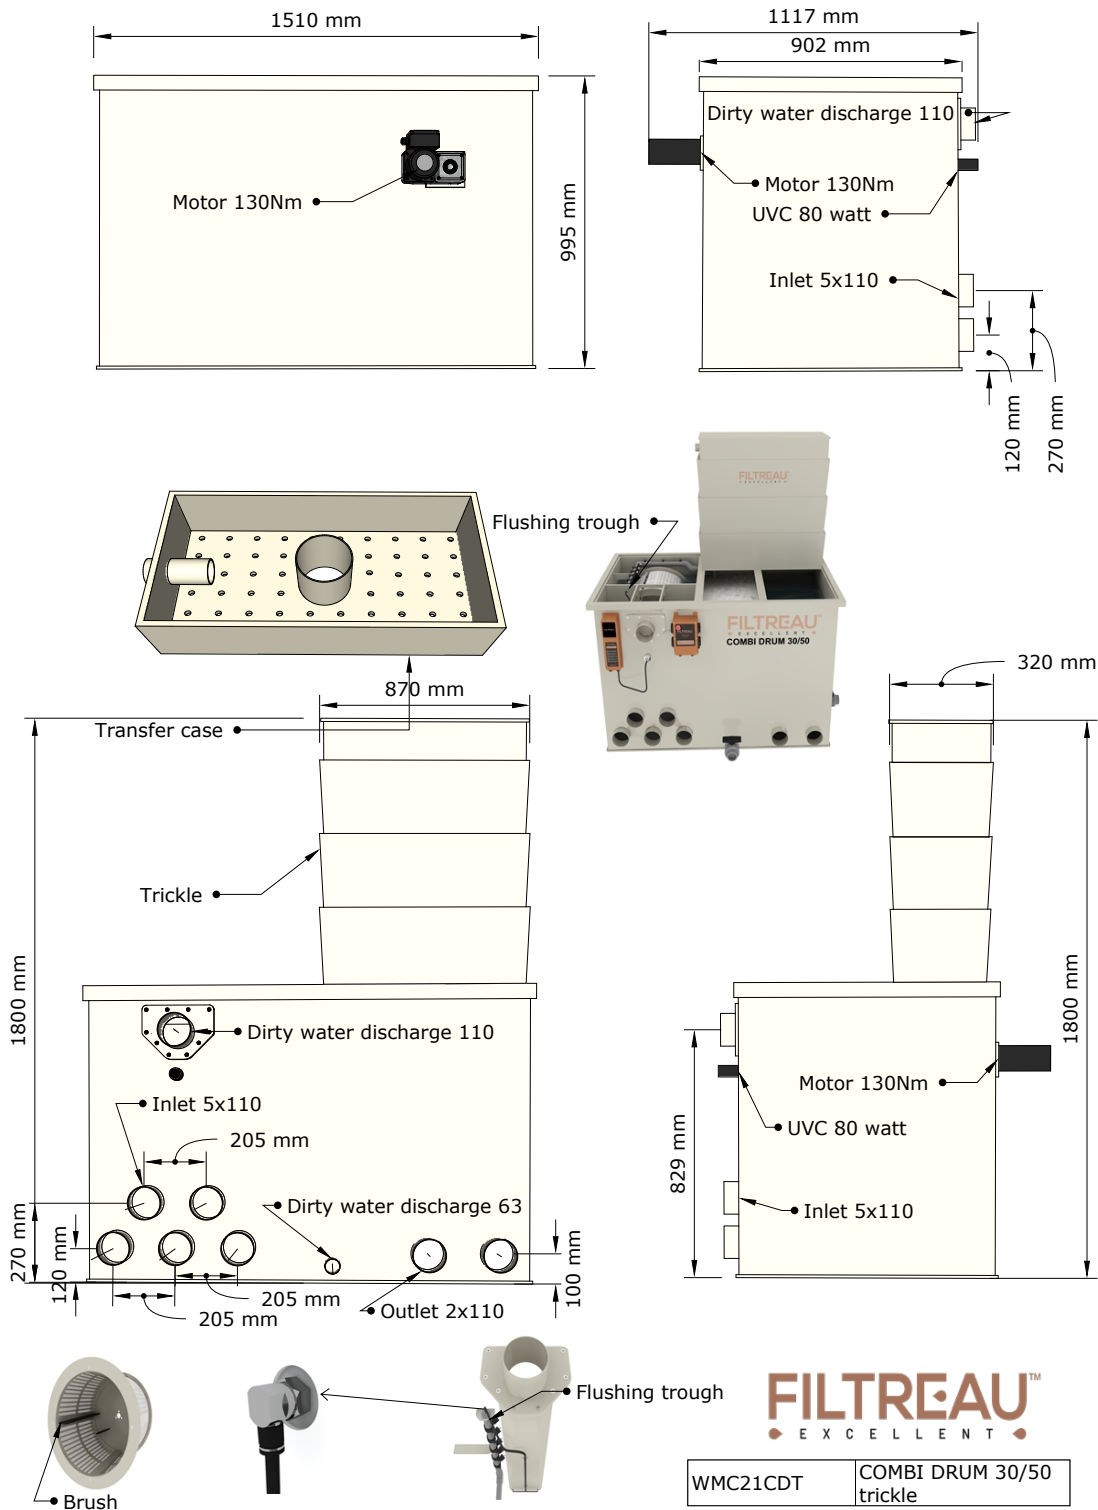 1510 mm
1117 mm
902 mm
Dirty water discharge 110
Motor 130Nm
995 mm
Motor 130Nm
UVC 80 watt
Inlet 5x110
120 mm
270 mm
FILTREAU
EXCELLENT
Flushing trough
FILTREAU
EXCELLENT
COMBI DRUM 30/50
320 mm
870 mm
Transfer case
Trickle
1800 mm
1800 mm
Dirty water discharge 110
Motor 130Nm
Inlet 5x110
UVC 80 watt
205 mm
829 mm
Dirty water discharge 63
Inlet 5x110
270 mm
120 mm
100 mm
205 mm
205 mm
Outlet 2x110
Flushing trough
FILTREAU™
EXCELLENT
WMC21CDT
COMBI DRUM 30/50
trickle
Brush